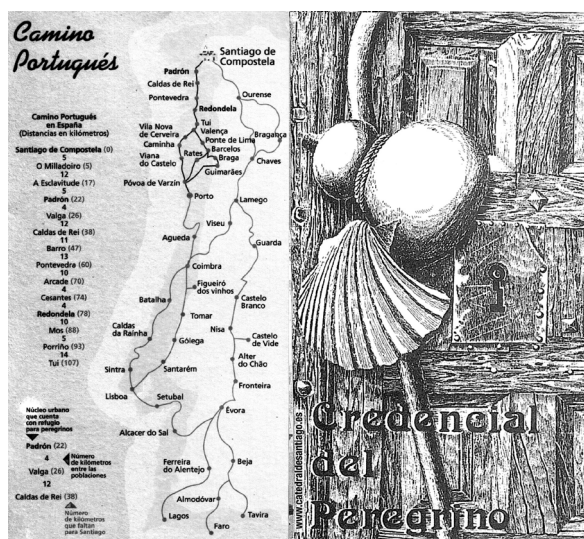 Camino
Portugués
Camino Portugués
en España
(Distancias en kilómetros)
Santiago de Compostela (0)
5
O Milladoiro (5)
12
A Esclavitude (17)
5
Padrón (22)
4
Valga (26)
12
Caldas de Rei (38)
11
Barro (47)
13
Pontevedra (60)
10
Arcade (70)
4
Cesantes (74)
4
Redondela (78)
10
Mos (88)
5
Porriño (93)
14
Tui (107)
Núcleo urbano
que cuenta
con refugio
para peregrinos
Padrón (22)
4
Número
de kilómetros
entre las
poblaciones
Valga (26)
12
Caldas de Rei (38)
Número
de kilometros
que faltan
para Santiago
Santiago de
Compostela
Padrón
Caldas de Rei
Pontevedra
Ourense
Redondela
Tui
Vila Nova
de Cerveira
Valença
Bragança
Caminha
Ponte de Lima
Rates
Barcelos
Viana
do Castelo
Braga
Chaves
Guimarães
Póvoa de Varzin
Porto
Lamego
Viseu
Agueda
Guarda
Coimbra
Figueiró
dos vinhos
Batalha
Castelo
Branco
Tomar
Caldas
da Raínha
Nisa
Castelo
de Vide
Góiega
Alter
do Chão
Sintra
Santarém
Fronteira
Lisboa
Setubal
Évora
Alcacer do Sal
Ferreira
do Alentejo
Beja
Almodóvar
Lagos
Tavira
Faro
www.catedraldesantiago.es
Credencial
del
Peregrino